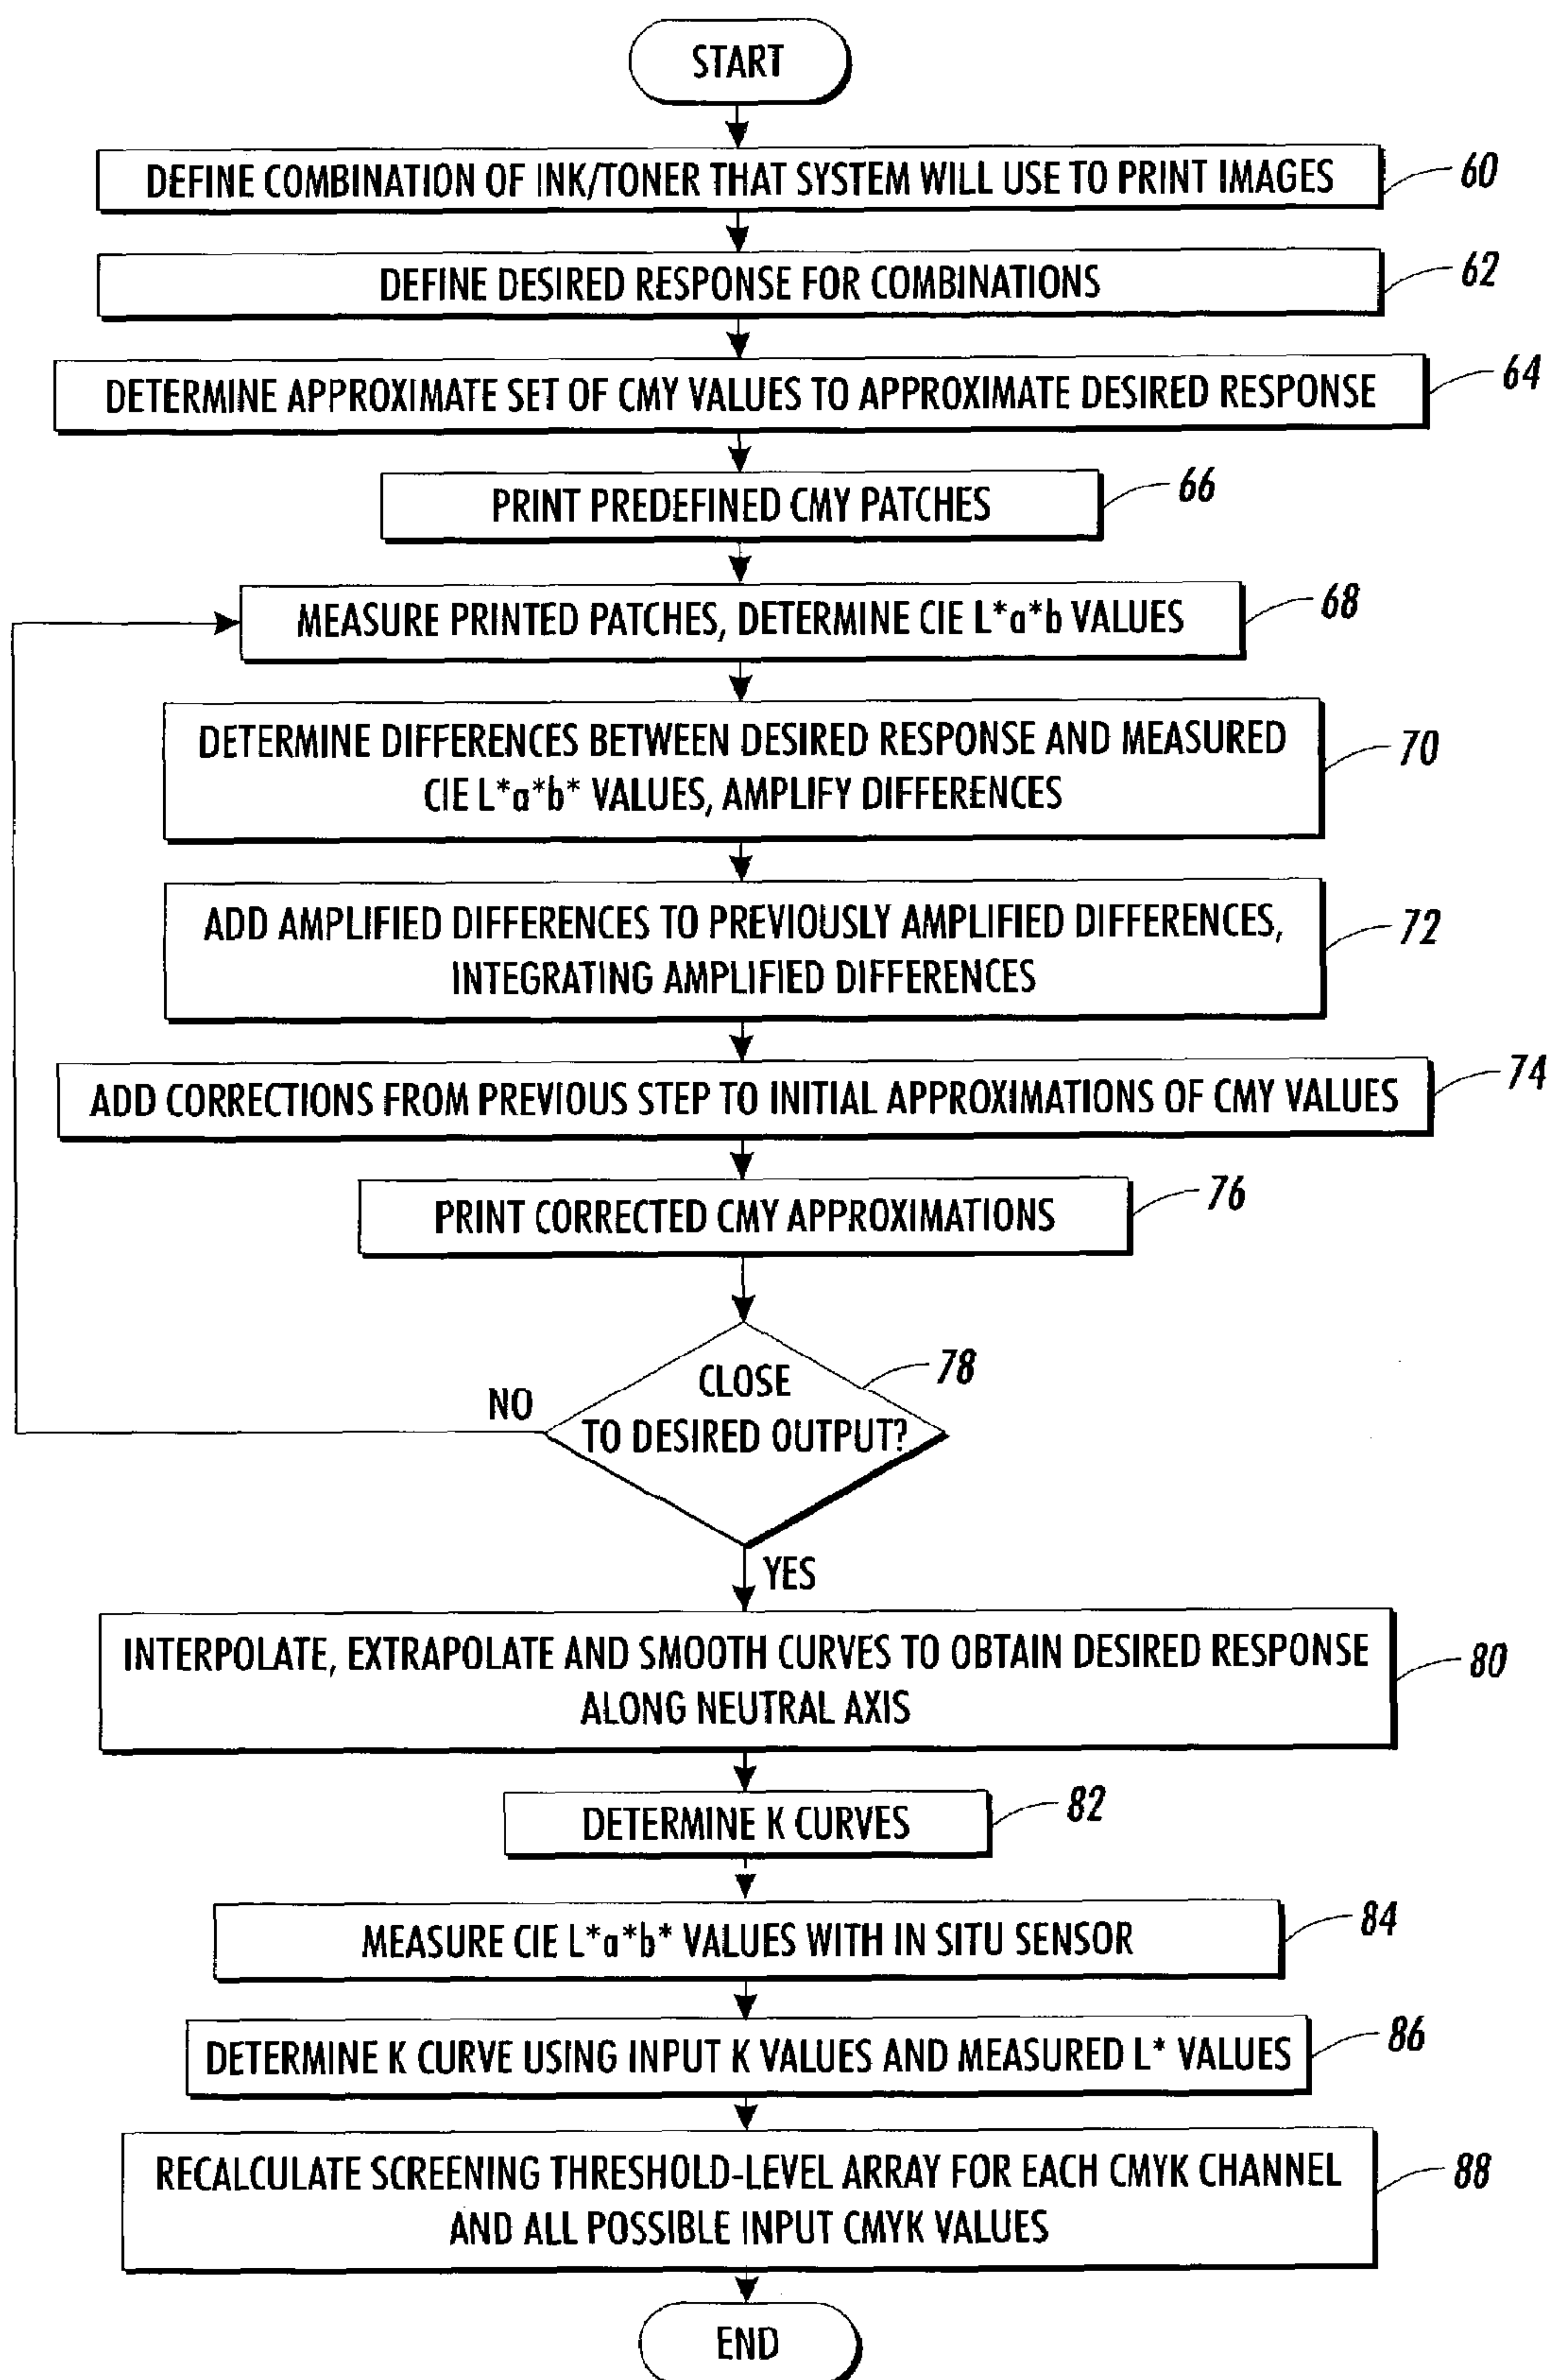 START
DEFINE COMBINATION OF INK/TONER THAT SYSTEM WILL USE TO PRINT IMAGES
60
DEFINE DESIRED RESPONSE FOR COMBINATIONS
62
DETERMINE APPROXIMATE SET OF CMY VALUES TO APPROXIMATE DESIRED RESPONSE
64
PRINT PREDEFINED CMY PATCHES
66
MEASURE PRINTED PATCHES, DETERMINE CIE L*a*b VALUES
68
DETERMINE DIFFERENCES BETWEEN DESIRED RESPONSE AND MEASURED
CIE L*a*b* VALUES, AMPLIFY DIFFERENCES
70
ADD AMPLIFIED DIFFERENCES TO PREVIOUSLY AMPLIFIED DIFFERENCES,
INTEGRATING AMPLIFIED DIFFERENCES
72
ADD CORRECTIONS FROM PREVIOUS STEP TO INITIAL APPROXIMATIONS OF CMY VALUES
74
PRINT CORRECTED CMY APPROXIMATIONS
76
CLOSE
TO DESIRED OUTPUT?
78
NO
YES
INTERPOLATE, EXTRAPOLATE AND SMOOTH CURVES TO OBTAIN DESIRED RESPONSE
ALONG NEUTRAL AXIS
80
DETERMINE K CURVES
82
MEASURE CIE L*a*b* VALUES WITH IN SITU SENSOR
84
DETERMINE K CURVE USING INPUT K VALUES AND MEASURED L* VALUES
86
RECALCULATE SCREENING THRESHOLD-LEVEL ARRAY FOR EACH CMYK CHANNEL
AND ALL POSSIBLE INPUT CMYK VALUES
88
END